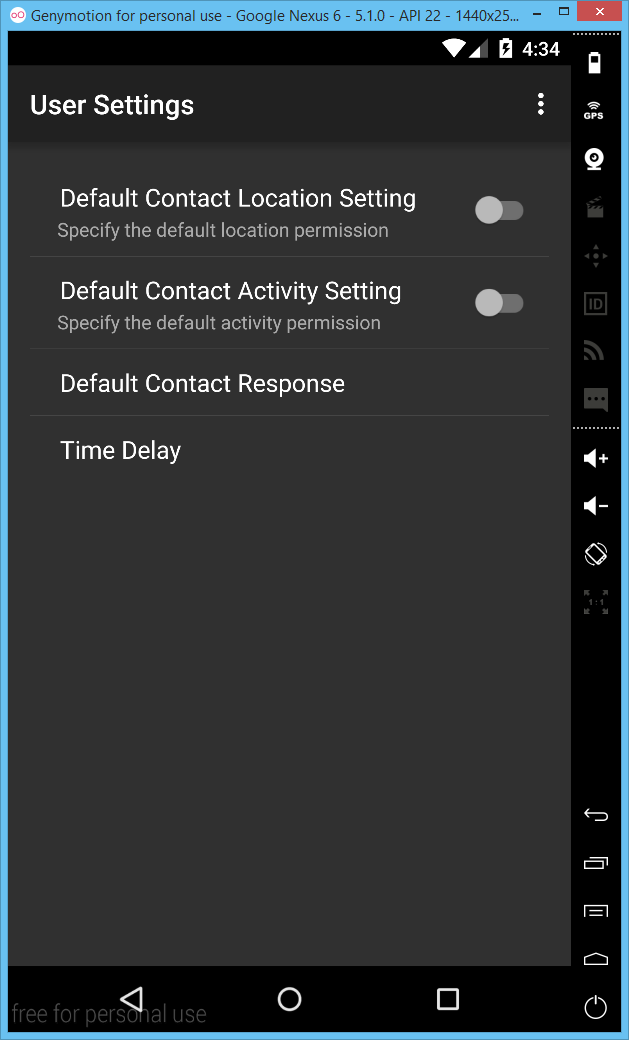 Genymotion for personal use - Google Nexus 6 - 5.1.0 - API 22 - 1440x25...
4:34
User Settings
GPS
Default Contact Location Setting
Specify the default location permission
ID
Default Contact Activity Setting
Specify the default activity permission
Default Contact Response
Time Delay
1:1
free for personal use